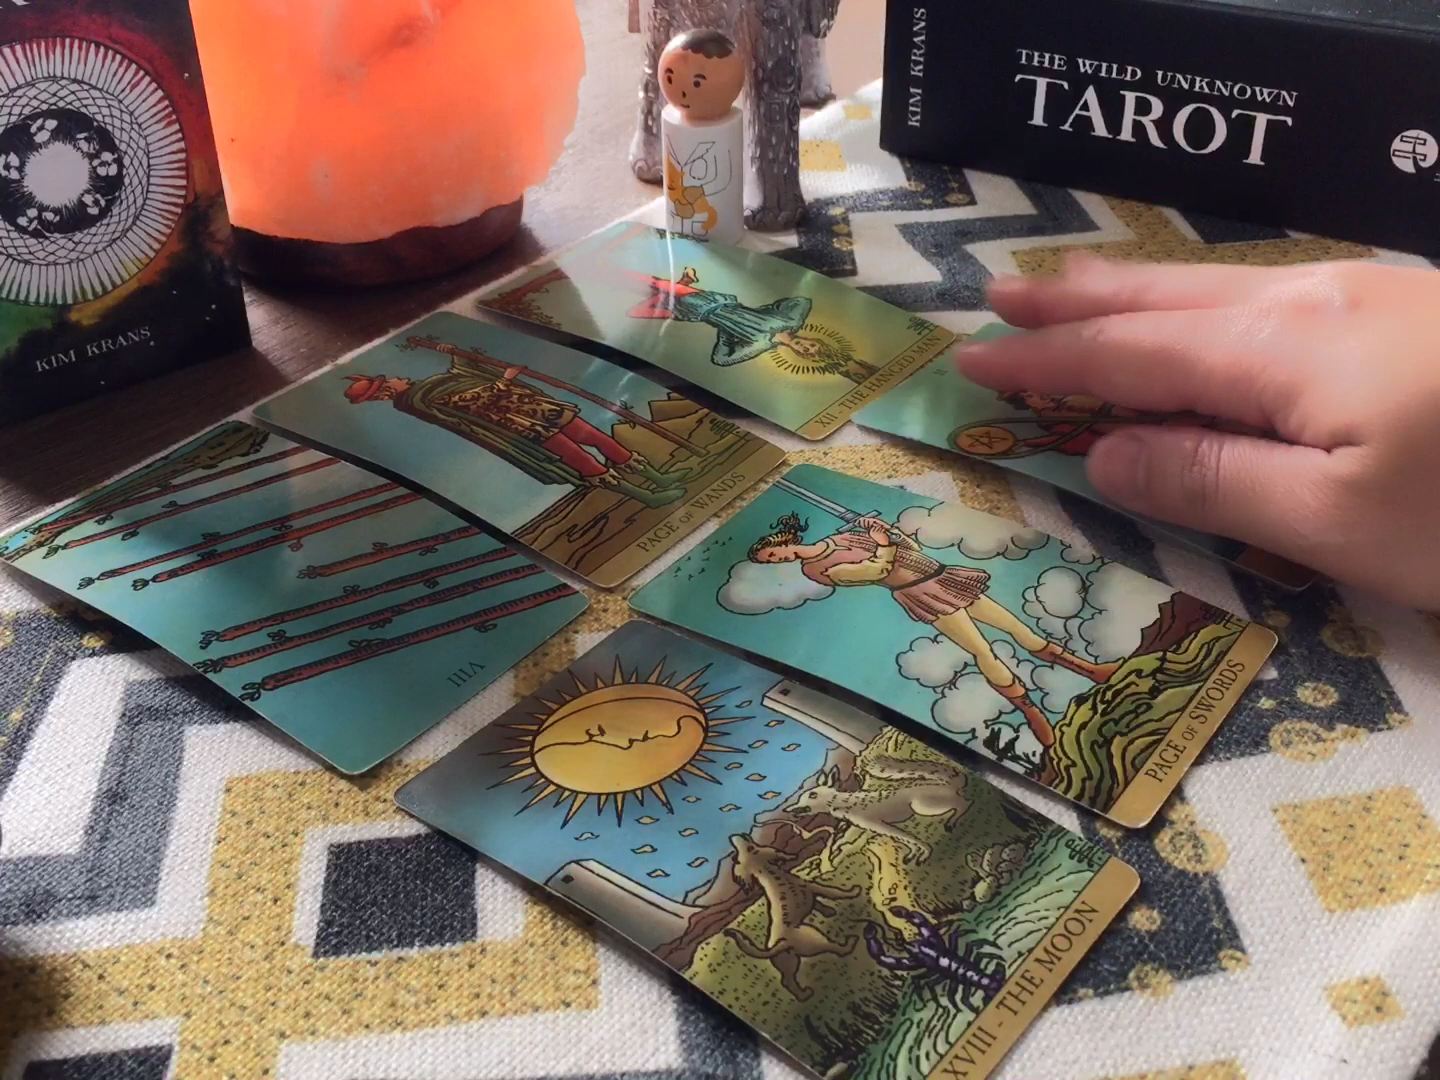 KIM KRANS
KIM KRANS
THE WILD UNKNOWN
TAROT
XII - THE HANGED MAN
II
PAGE OF WANDS
VIII
PAGE OF SWORDS
XVIII - THE MOON